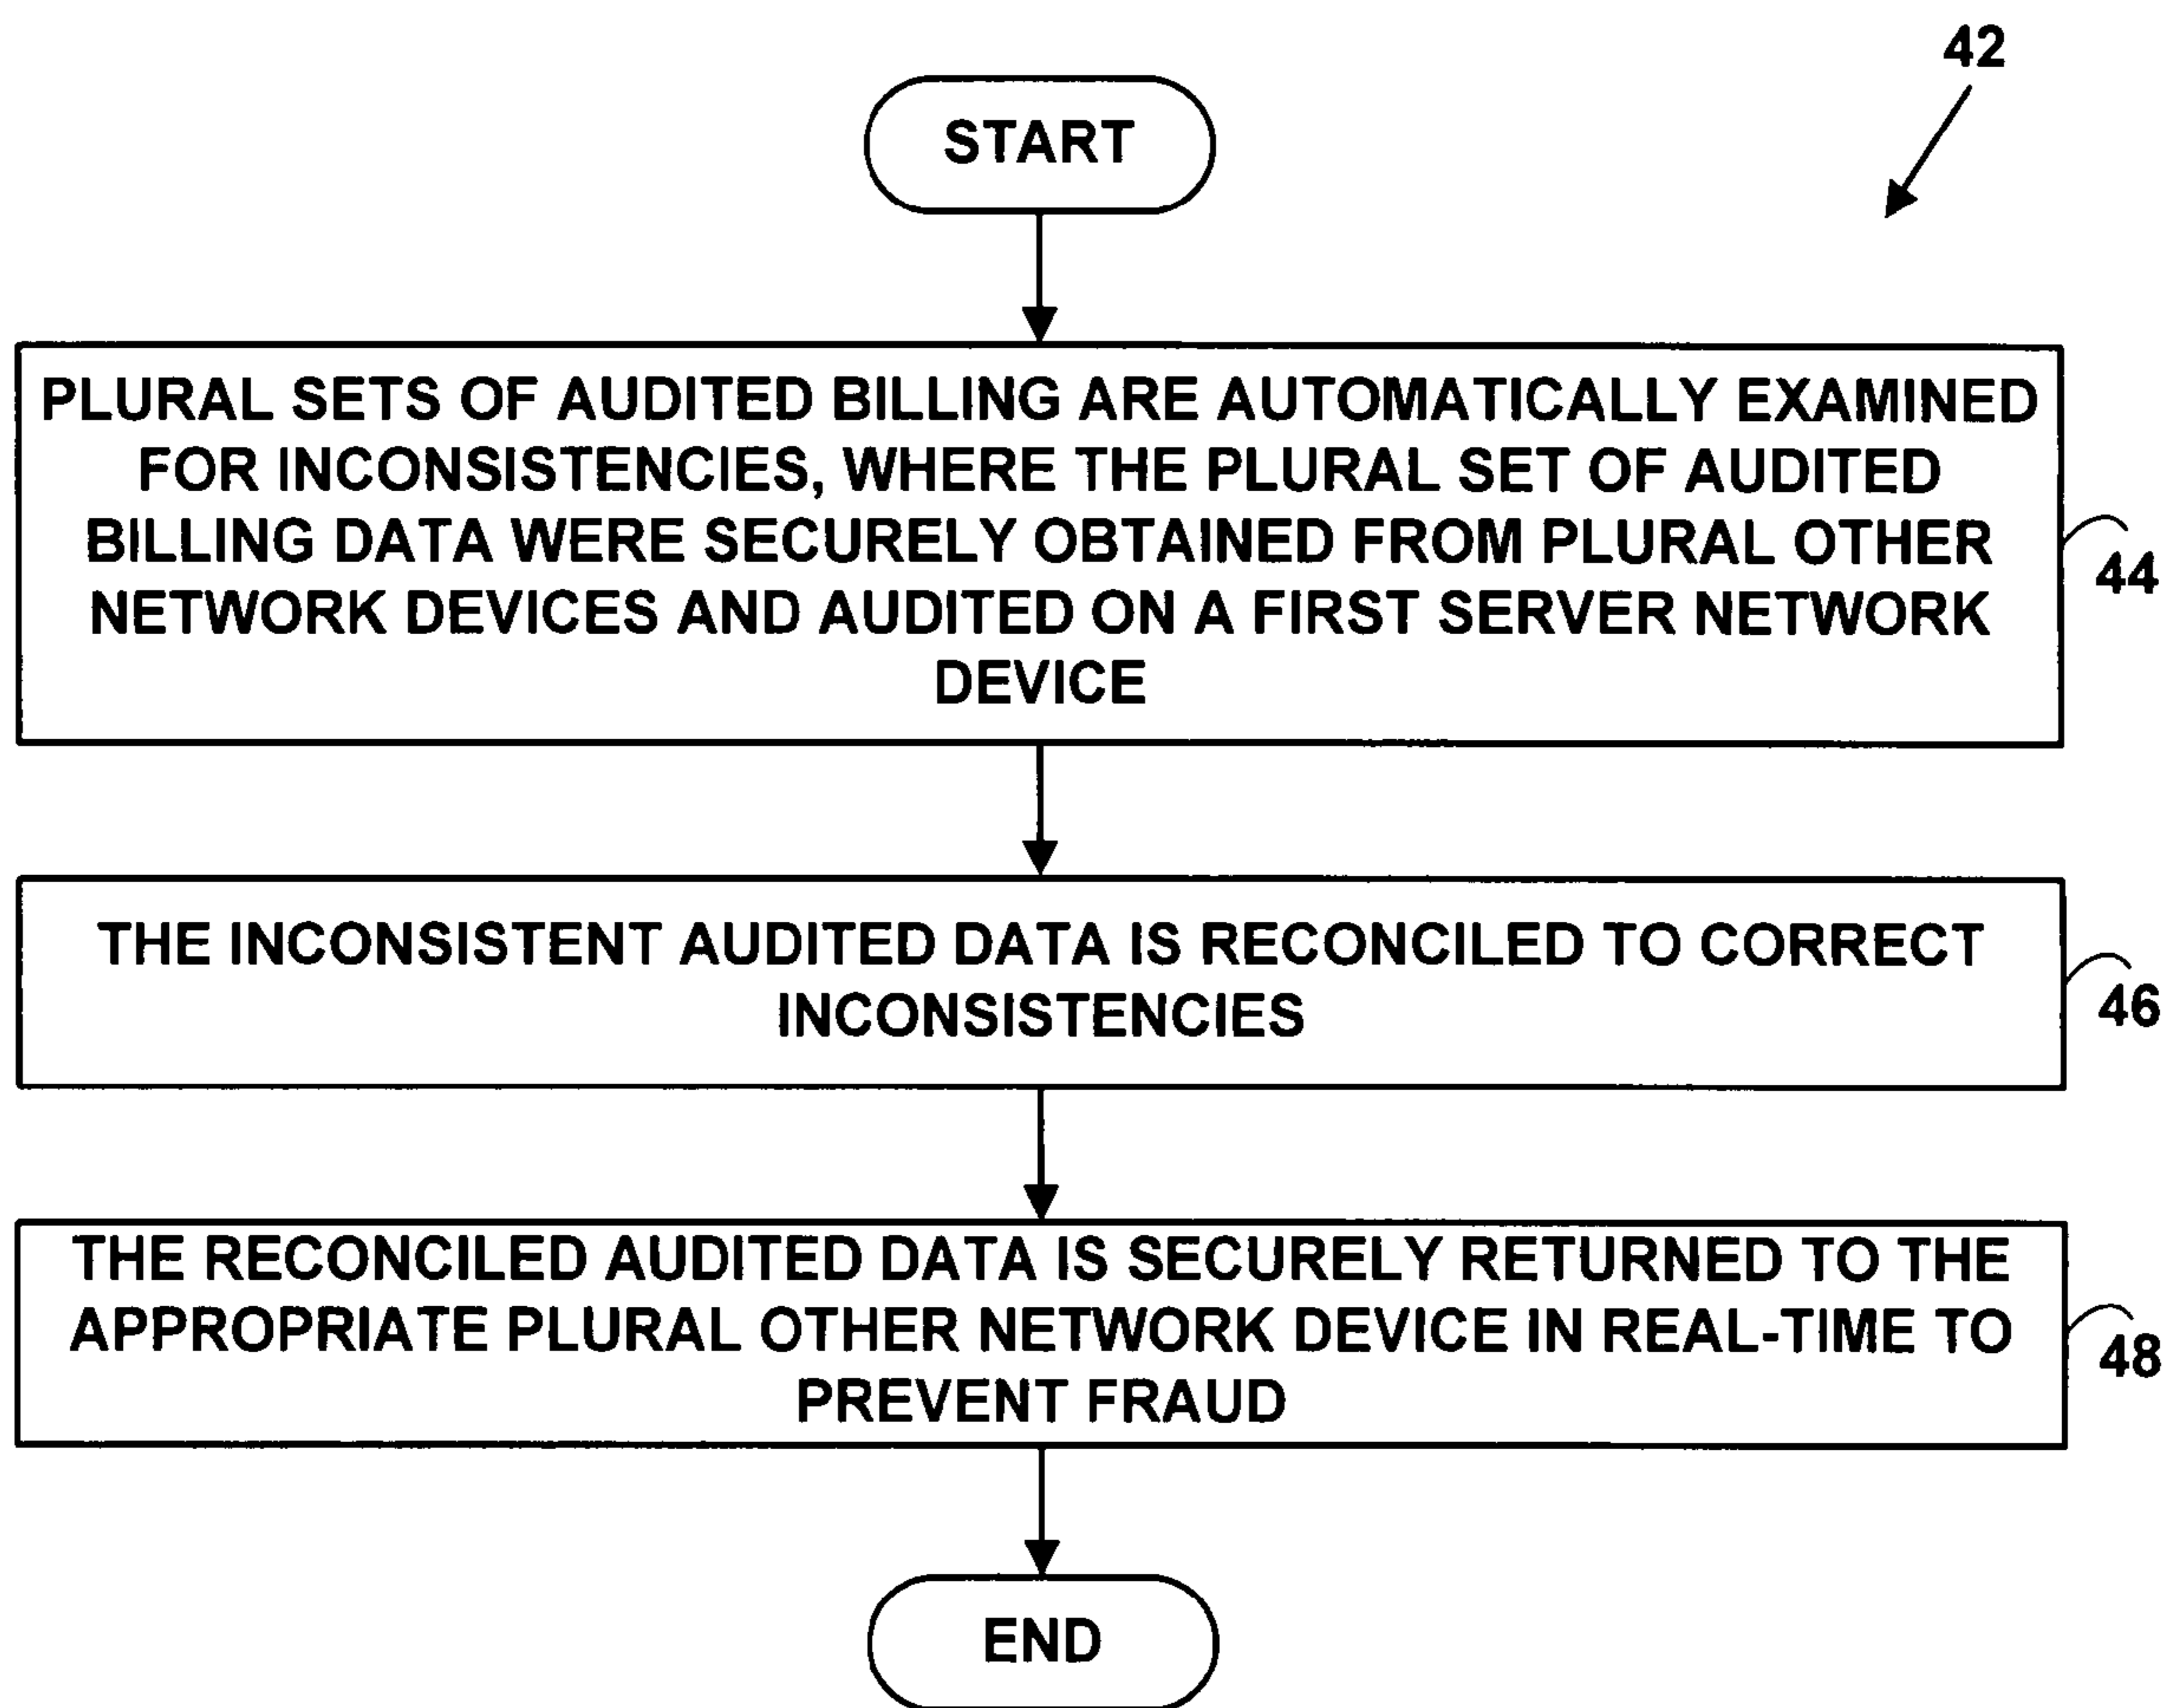 42
START
PLURAL SETS OF AUDITED BILLING ARE AUTOMATICALLY EXAMINED
FOR INCONSISTENCIES, WHERE THE PLURAL SET OF AUDITED
BILLING DATA WERE SECURELY OBTAINED FROM PLURAL OTHER
NETWORK DEVICES AND AUDITED ON A FIRST SERVER NETWORK
DEVICE
44
THE INCONSISTENT AUDITED DATA IS RECONCILED TO CORRECT
INCONSISTENCIES
46
THE RECONCILED AUDITED DATA IS SECURELY RETURNED TO THE
APPROPRIATE PLURAL OTHER NETWORK DEVICE IN REAL-TIME TO
PREVENT FRAUD
48
END